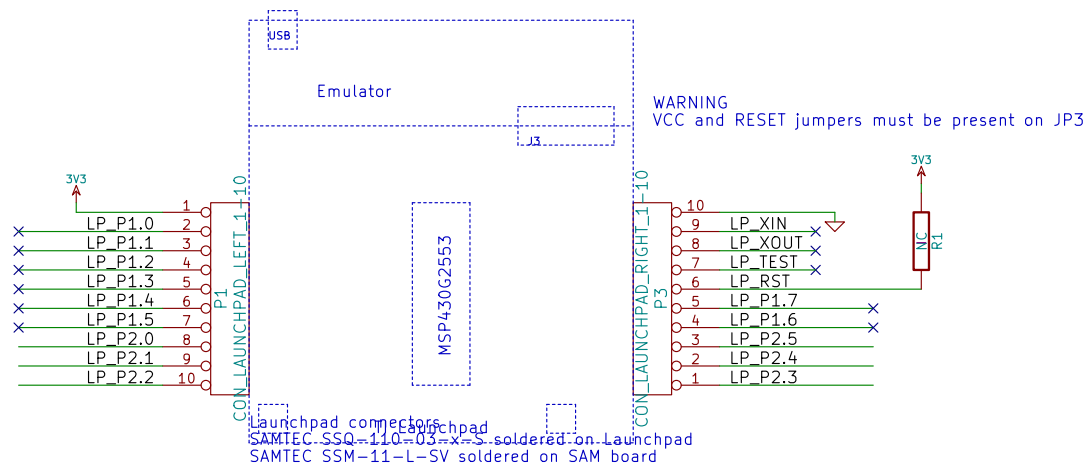 USB
Emulator
WARNING
VCC and RESET jumpers must be present on JP3
J3
3V3
3V3
1
LP_P1.0 2
LP_P1.1 3
LP_P1.2 4
LP_P1.3 5
LP_P1.4 6
LP_P1.5 7
LP_P2.0 8
LP_P2.1 9
LP_P2.2 10
P1
CON_LAUNCHPAD_LEFT_1-10
MSP430G2553
CON_LAUNCHPAD_RIGHT_1-10
P3
10
9 LP_XIN
8 LP_XOUT
7 LP_TEST
6 LP_RST
5 LP_P1.7
4 LP_P1.6
3 LP_P2.5
2 LP_P2.4
1 LP_P2.3
NC
R1
Launchpad connectors
TI Launchpad
SAMTEC SSQ-110-03-x-S soldered on Launchpad
SAMTEC SSM-11-L-SV soldered on SAM board